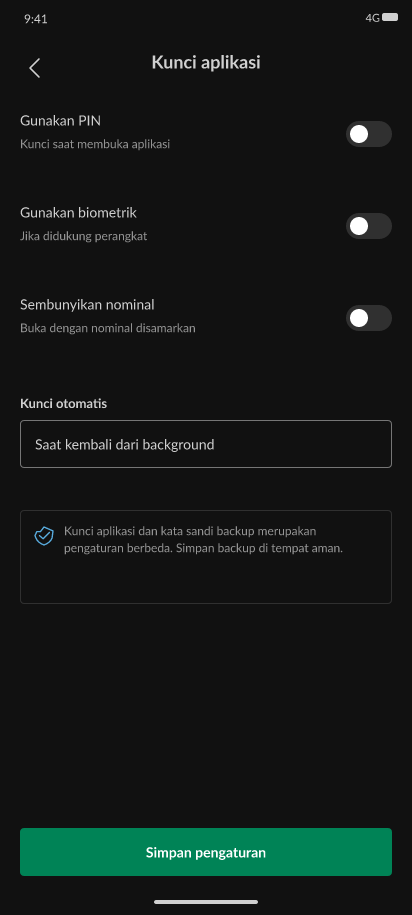 9:41
4G
Kunci aplikasi
Gunakan PIN
Kunci saat membuka aplikasi
Gunakan biometrik
Jika didukung perangkat
Sembunyikan nominal
Buka dengan nominal disamarkan
Kunci otomatis
Saat kembali dari background
Kunci aplikasi dan kata sandi backup merupakan
pengaturan berbeda. Simpan backup di tempat aman.
Simpan pengaturan